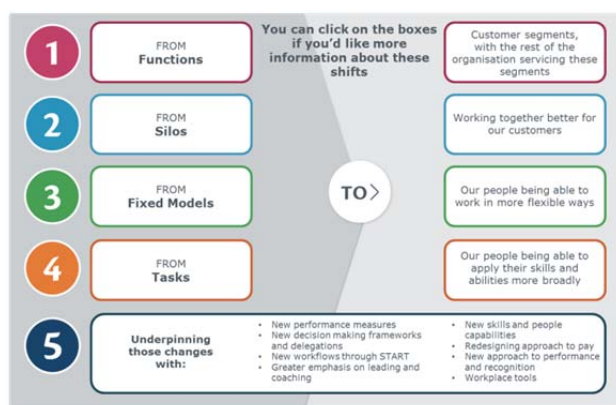 You can click on the boxes
if you'd like more
information about these
shifts
1
FROM
Functions
Customer segments,
with the rest of the
organisation servicing these
segments
2
FROM
Silos
Working together better for
our customers
3
FROM
Fixed Models
TO>
Our people being able to
work in more flexible ways
4
FROM
Tasks
Our people being able to
apply their skills and
abilities more broadly
5
Underpinning
those changes
with:
• New performance measures
• New decision making frameworks
and delegations
• New workflows through START
• Greater emphasis on leading and
coaching
• New skills and people
capabilities
• Redesigning approach to pay
• New approach to performance
and recognition
• Workplace tools